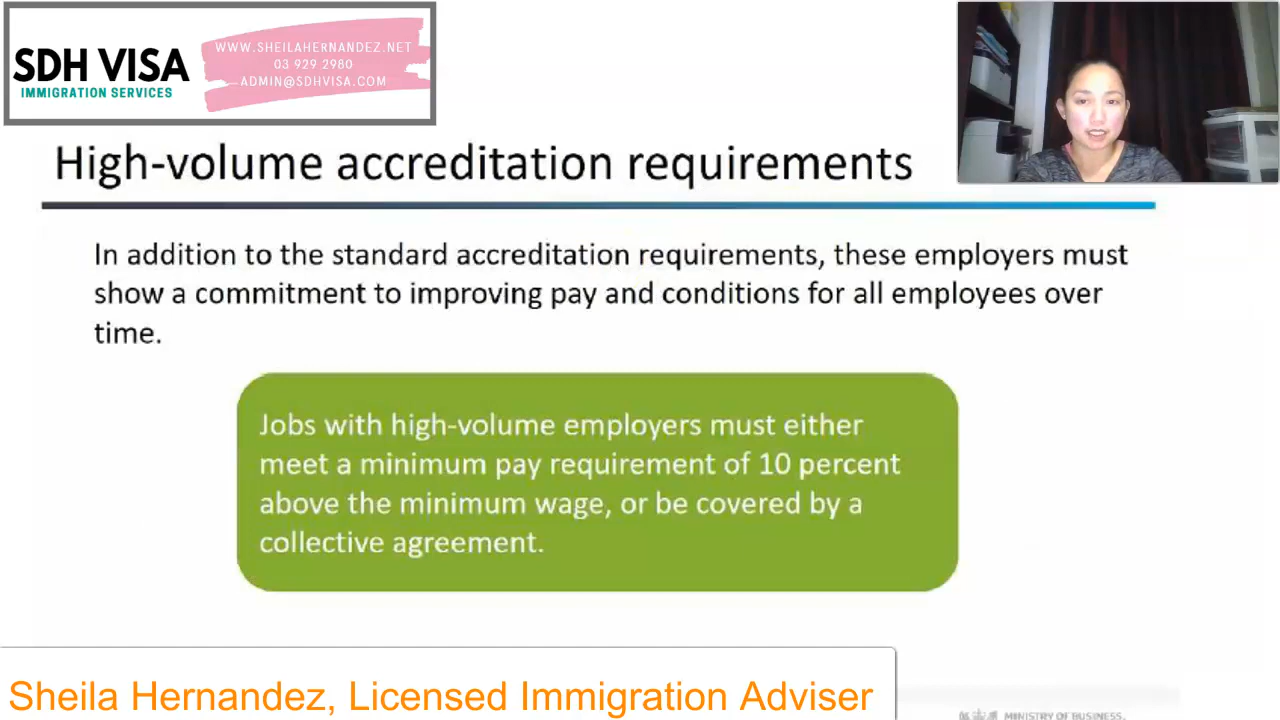 SDH VISA
IMMIGRATION SERVICES
WWW.SHEILAHERNANDEZ.NET
03 929 2980
ADMIN@SDHVISA.COM
High-volume accreditation requirements
In addition to the standard accreditation requirements, these employers must
show a commitment to improving pay and conditions for all employees over
time.
Jobs with high-volume employers must either
meet a minimum pay requirement of 10 percent
above the minimum wage, or be covered by a
collective agreement.
Sheila Hernandez, Licensed Immigration Adviser
MINISTRY OF BUSINESS,